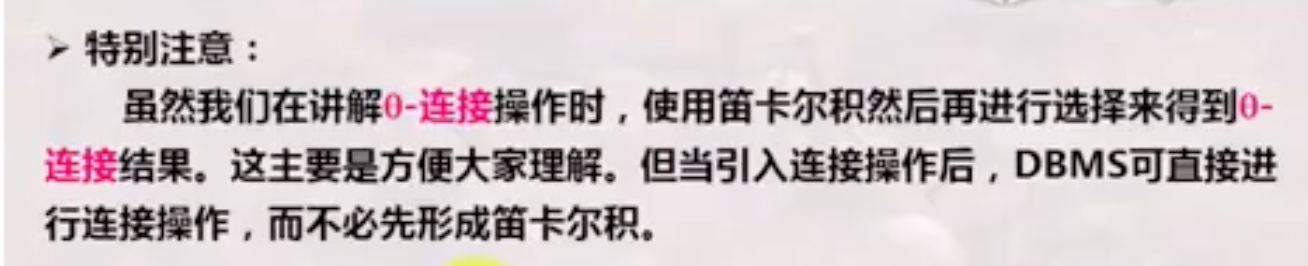 ➢ 特别注意：
虽然我们在讲解θ-连接操作时，使用笛卡尔积然后再进行选择来得到θ-
连接结果。这主要是方便大家理解。但当引入连接操作后，DBMS可直接进
行连接操作，而不必先形成笛卡尔积。